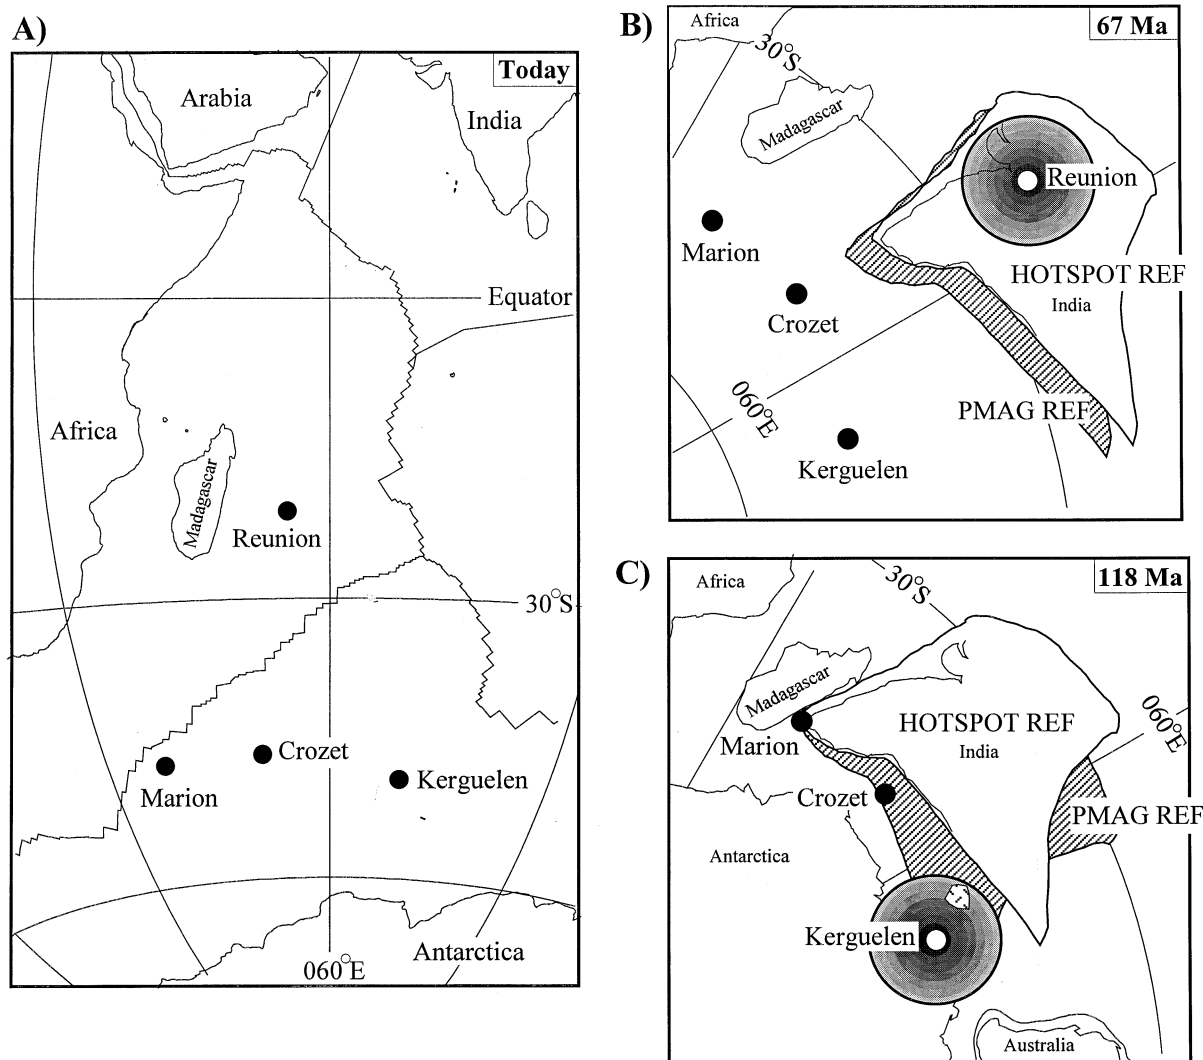 A)
Today
Arabia
India
Equator
Africa
Madagascar
Reunion
30°S
Crozet
Marion
Kerguelen
Antarctica
060°E
B)
67 Ma
Africa
30°S
Madagascar
Reunion
Marion
HOTSPOT REF
India
Crozet
060°E
PMAG REF
Kerguelen
C)
118 Ma
Africa
30°S
Madagascar
060°E
HOTSPOT REF
India
Marion
Crozet
PMAG REF
Antarctica
Kerguelen
Australia